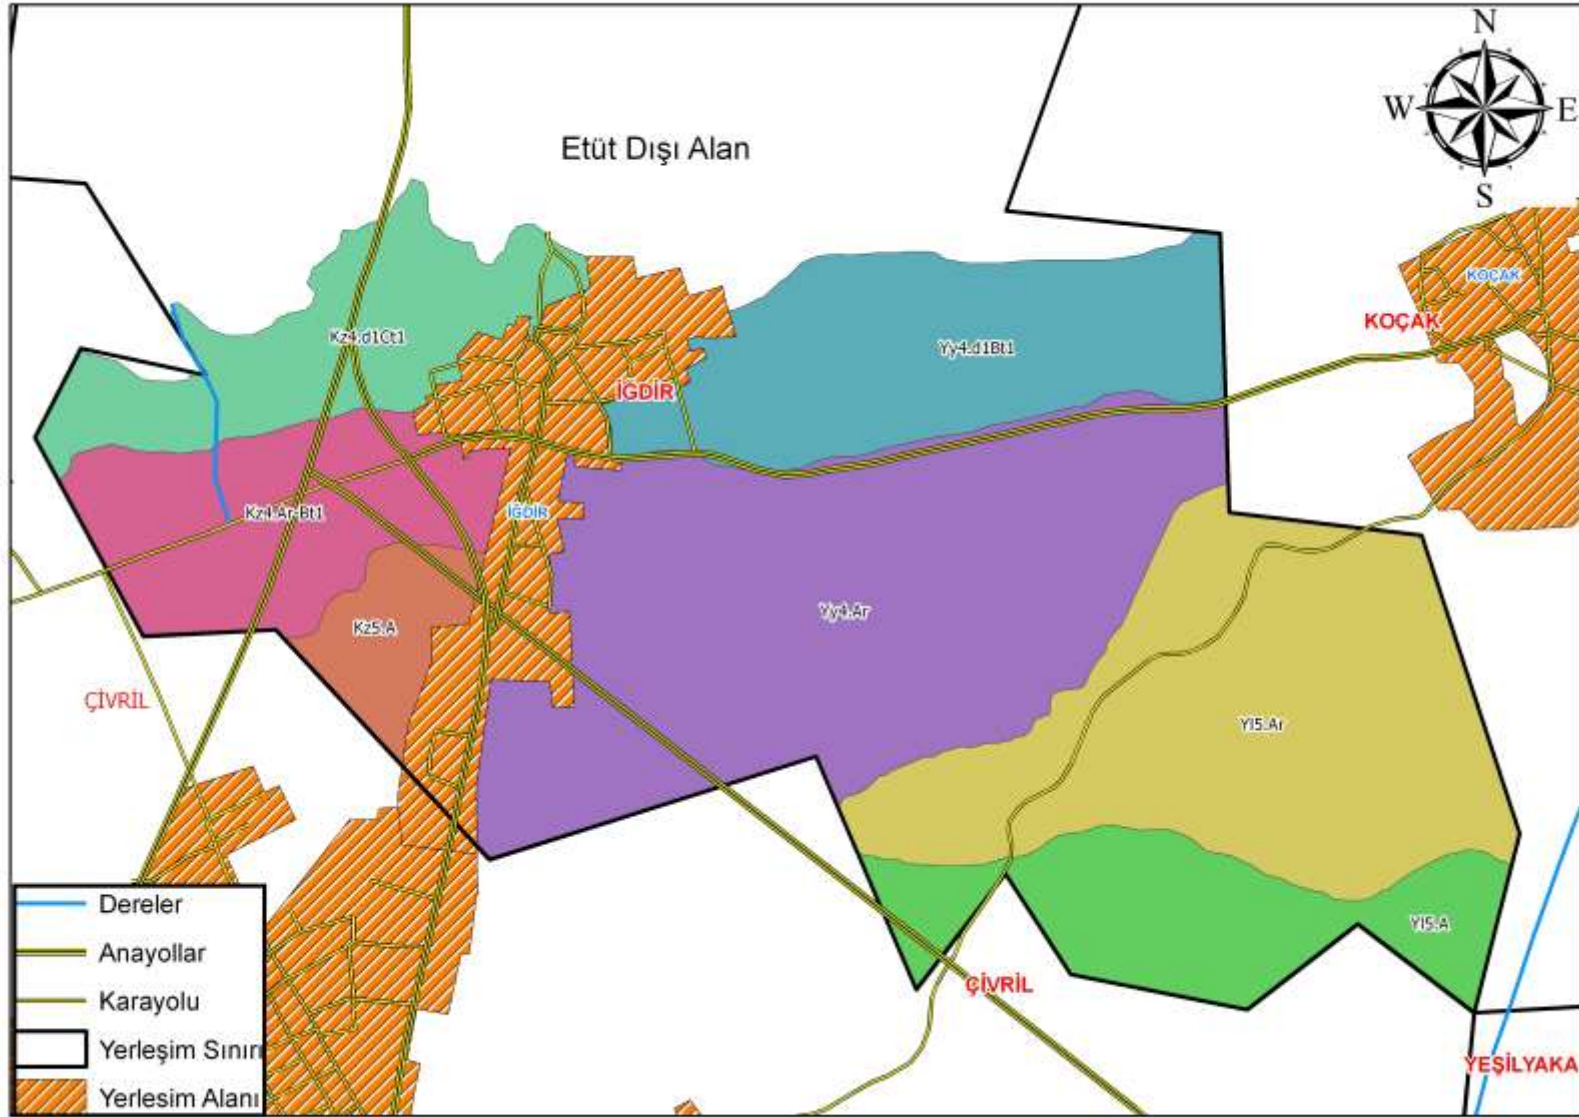 N
W E
S
Etüt Dışı Alan
KOÇAK
KOÇAK
Kz4.d1Ct1
Yy4.d1Bt1
İĞDİR
Kz4.Ar-Bt1
İĞDİR
Yy4.Ar
Kz5.A
ÇİVRİL
Yl5.Ar
Yl5.A
ÇİVRİL
YEŞİLYAKA
Dereler
Anayollar
Karayolu
Yerleşim Sınırı
Yerlesim Alanı